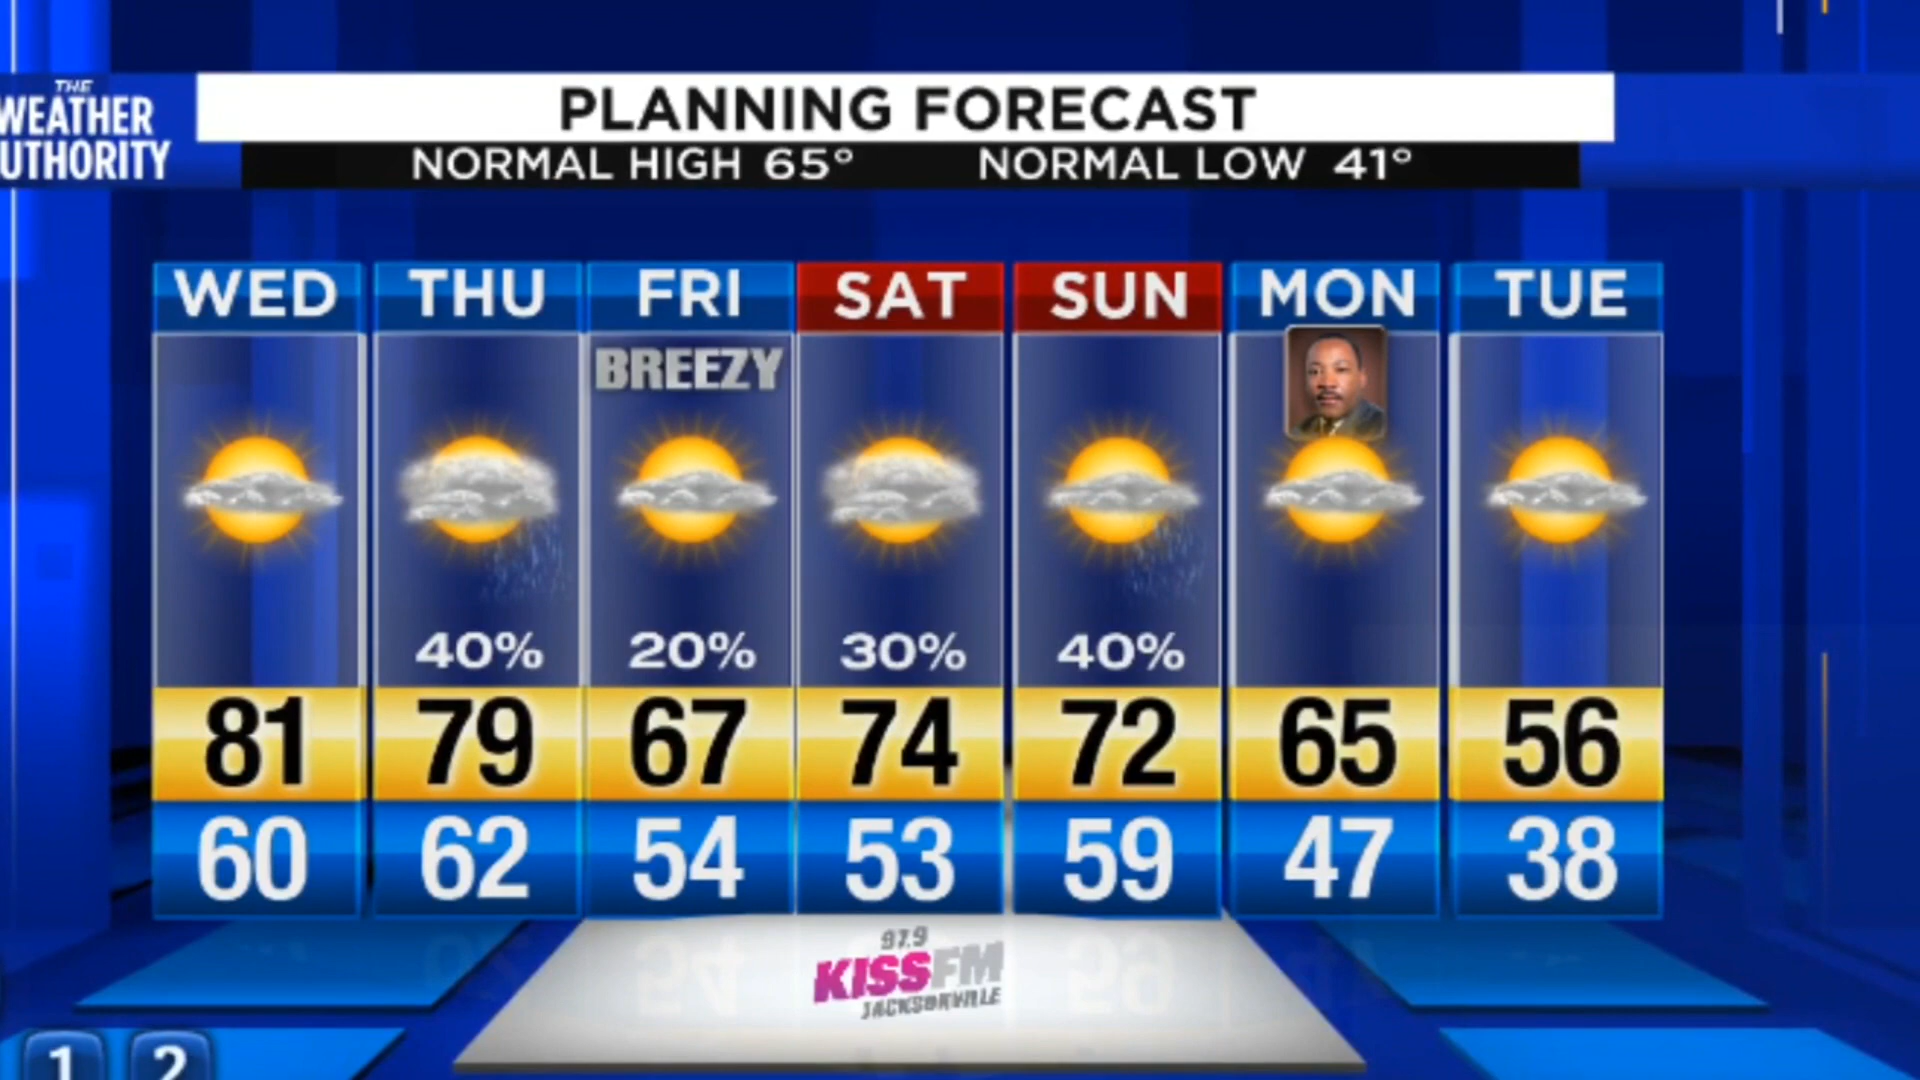 THE
WEATHER
UTHORITY
PLANNING FORECAST
NORMAL HIGH 65° NORMAL LOW 41°
WED THU FRI SAT SUN MON TUE
BREEZY
40% 20% 30% 40%
81 79 67 74 72 65 56
60 62 54 53 59 47 38
97.9
KISSFM
JACKSONVILLE
1 2